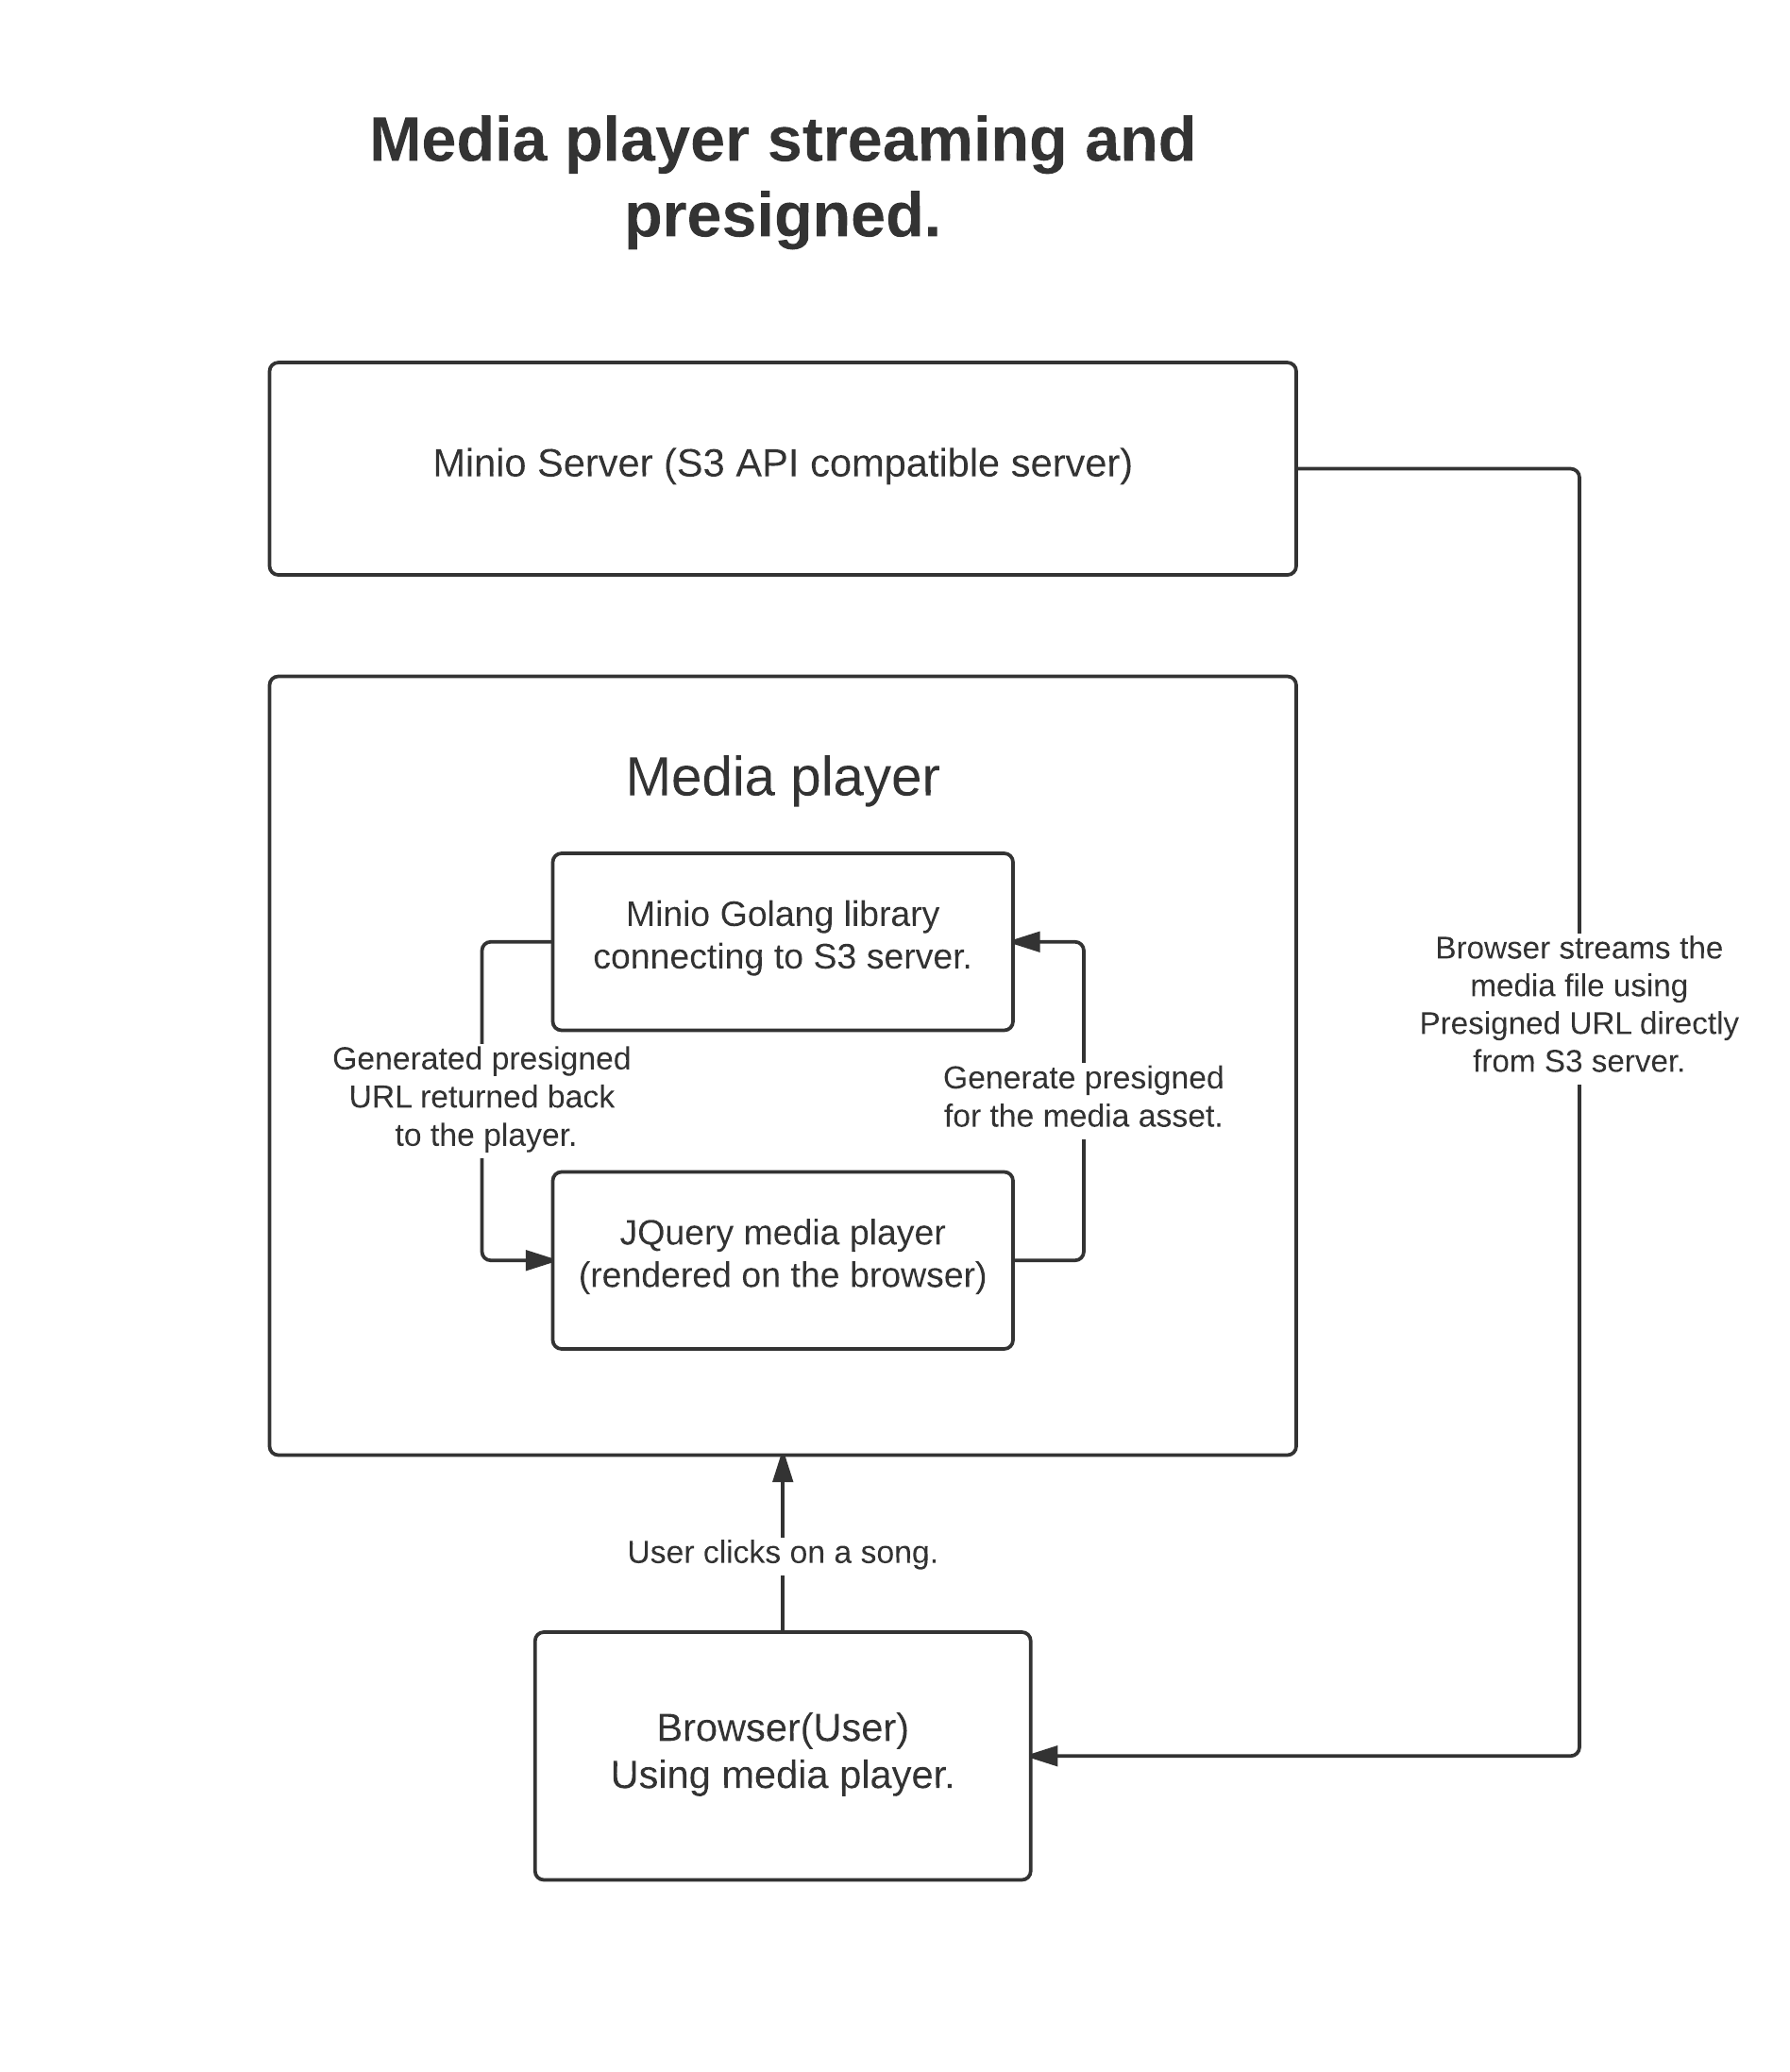 Media player streaming and
presigned.
Minio Server (S3 API compatible server)
Media player
Minio Golang library
connecting to S3 server.
Generated presigned
URL returned back
to the player.
Generate presigned
for the media asset.
Browser streams the
media file using
Presigned URL directly
from S3 server.
JQuery media player
(rendered on the browser)
User clicks on a song.
Browser(User)
Using media player.